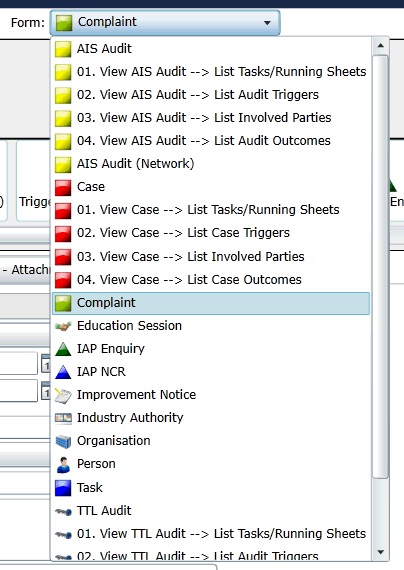 Form: Complaint
AIS Audit
01. View AIS Audit --> List Tasks/Running Sheets
02. View AIS Audit --> List Audit Triggers
03. View AIS Audit --> List Involved Parties
04. View AIS Audit --> List Audit Outcomes
AIS Audit (Network)
Case
01. View Case --> List Tasks/Running Sheets
02. View Case --> List Case Triggers
03. View Case --> List Involved Parties
04. View Case --> List Case Outcomes
Complaint
Education Session
IAP Enquiry
IAP NCR
Improvement Notice
Industry Authority
Organisation
Person
Task
TTL Audit
01. View TTL Audit --> List Tasks/Running Sheets
02. View TTL Audit --> List Audit Triggers
)
Trigge
En
- Attachm
1
1